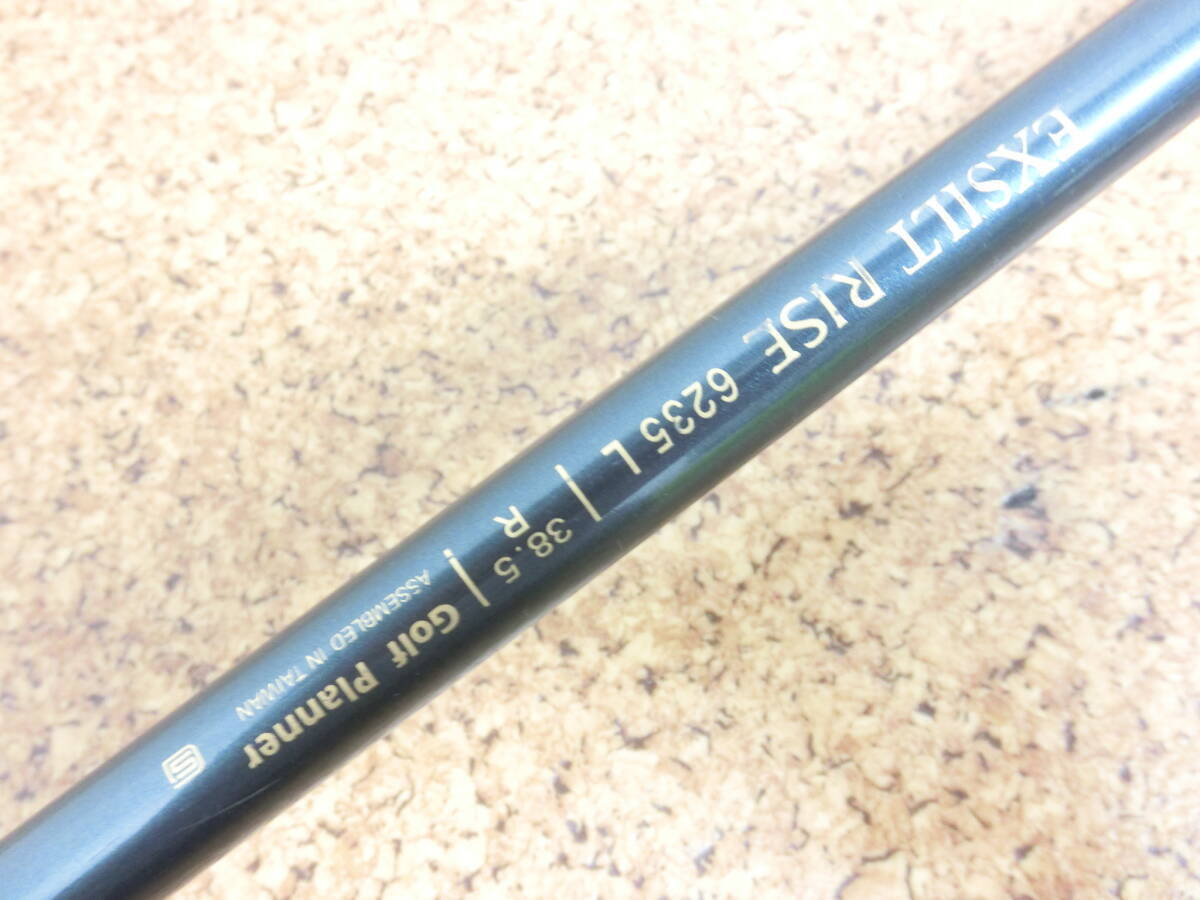 EXSILT RISE 6235 L
38.5
R
Golf Planner
ASSEMBLED IN TAIWAN
S